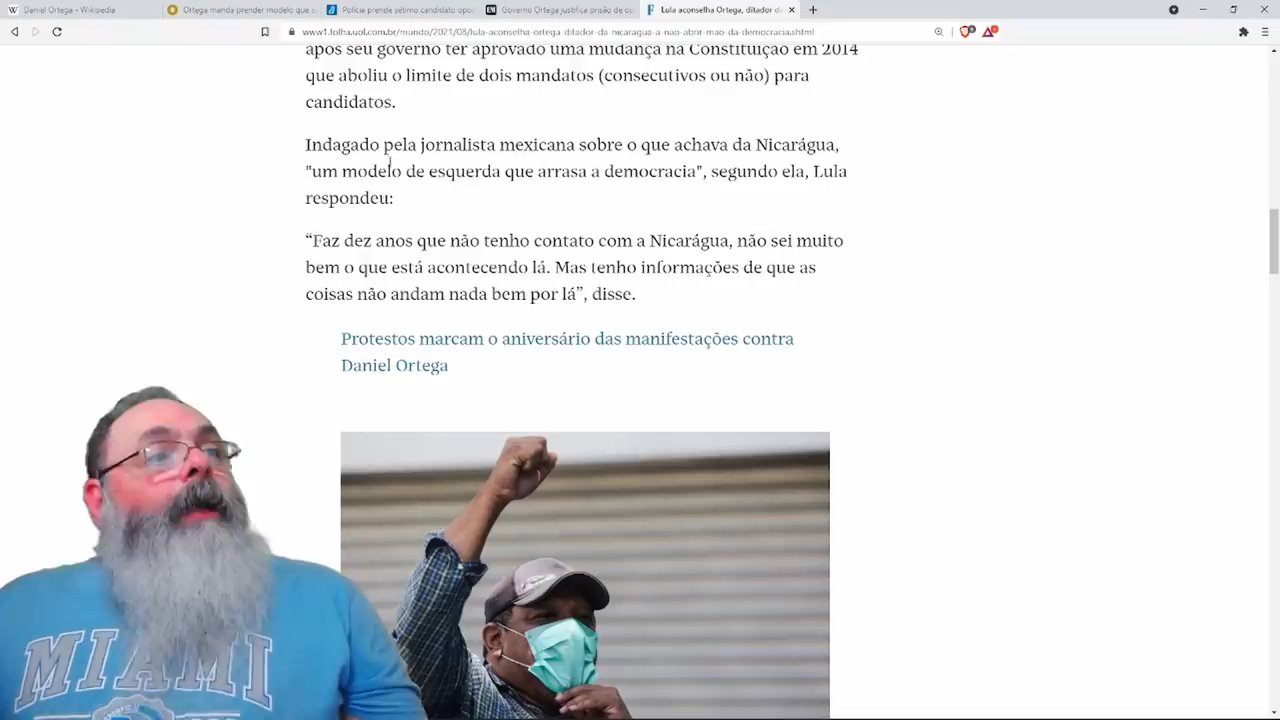 Daniel Ortega - Wikipedia
Ortega manda prender modelo que s
Polícia prende sétimo candidato opo
Governo Ortega justifica prisão de op
Lula aconselha Ortega, ditador da
www1.folha.uol.com.br/mundo/2021/08/lula-aconselha-ortega-ditador-da-nicaragua-a-nao-abrir-mao-da-democracia.shtml
após seu governo ter aprovado uma mudança na Constituição em 2014
que aboliu o limite de dois mandatos (consecutivos ou não) para
candidatos.
Indagado pela jornalista mexicana sobre o que achava da Nicarágua,
"um modelo de esquerda que arrasa a democracia", segundo ela, Lula
respondeu:
“Faz dez anos que não tenho contato com a Nicarágua, não sei muito
bem o que está acontecendo lá. Mas tenho informações de que as
coisas não andam nada bem por lá”, disse.
Protestos marcam o aniversário das manifestações contra
Daniel Ortega
MIAMI